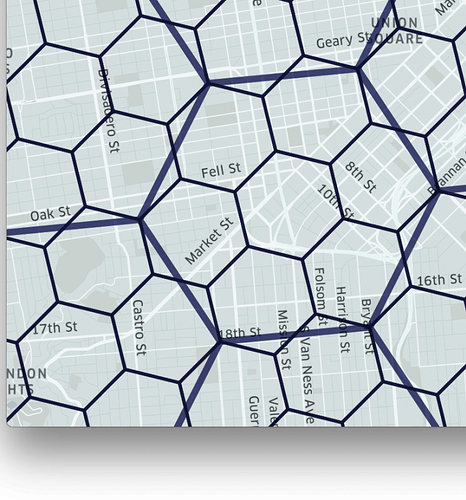 UNION
SQUARE
Geary St
Divisadero St
Fell St
8th St
10th St
Brannan
Oak St
Market St
16th St
Folsom St
Harrison St
Bryant St
Castro St
17th St
18th St
Mission St
S Van Ness Ave
NDON
HTS
Guer
Vale